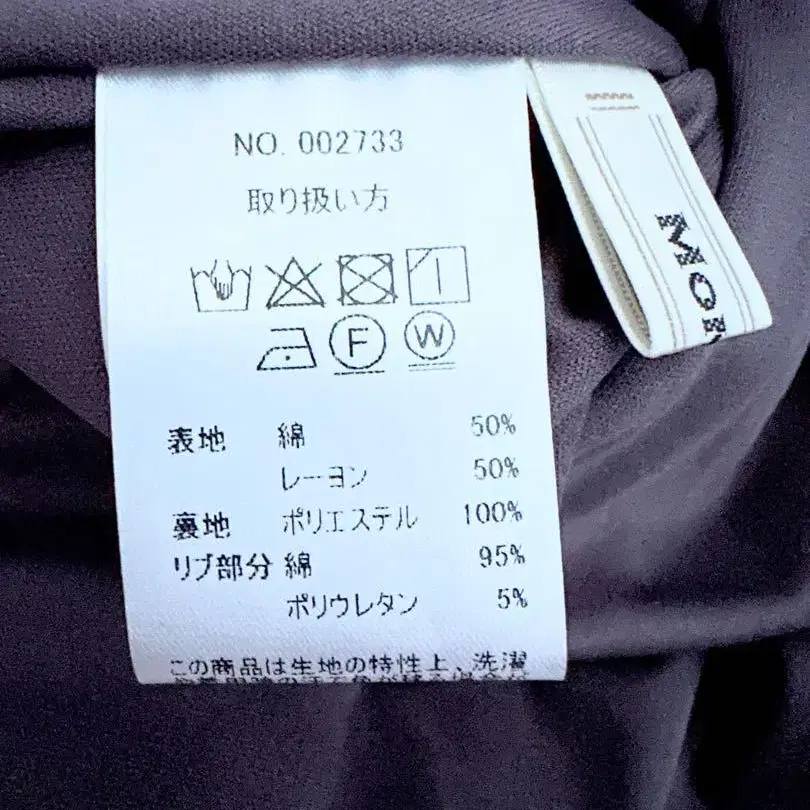 NO. 002733
取り扱い方
F W
表地 綿 50%
レーヨン 50%
裏地 ポリエステル 100%
リブ部分 綿 95%
ポリウレタン 5%
この商品は生地の特性上、洗濯
MON